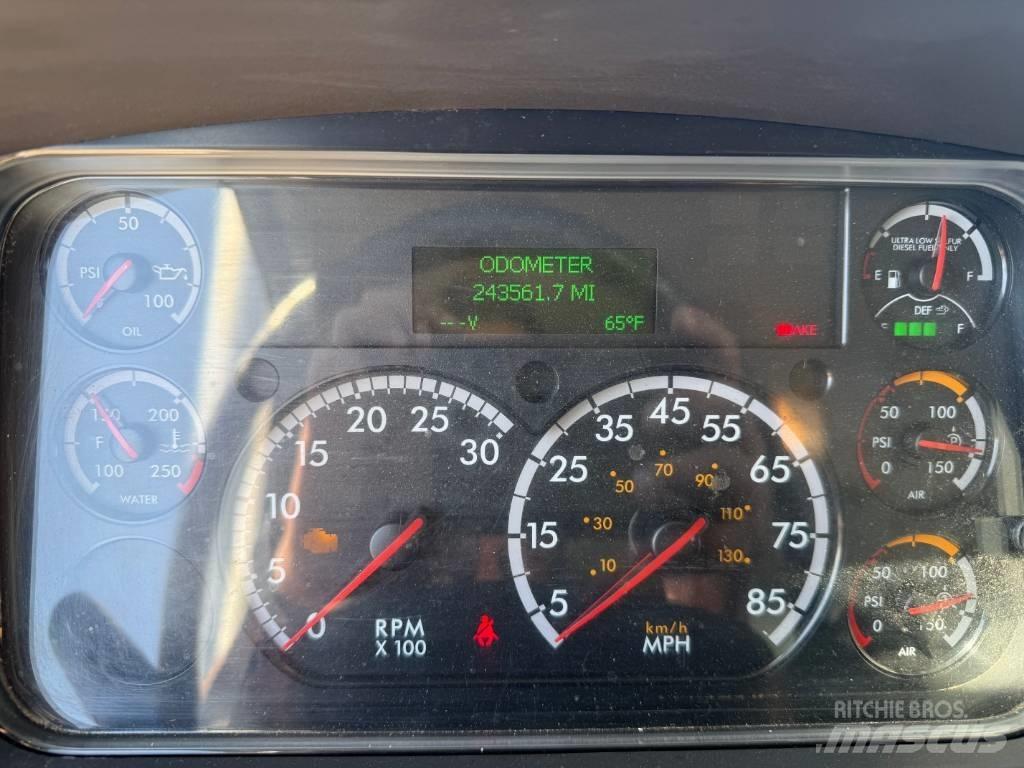 50
PSI
100
OIL
ODOMETER
243561.7 MI
-- -V 65°F
ULTRA LOW SULFUR
DIESEL FUEL ONLY
E F
DEF
F
150 200
F
100 250
WATER
0 5 10 15 20 25 30
RPM
X 100
5 15 25 35 45 55 65 75 85
10 30 50 70 90 110 130
km/h
MPH
50 100
PSI
0 150
AIR
50 100
PSI
0 150
AIR
RITCHIE BROS.
MASCUS